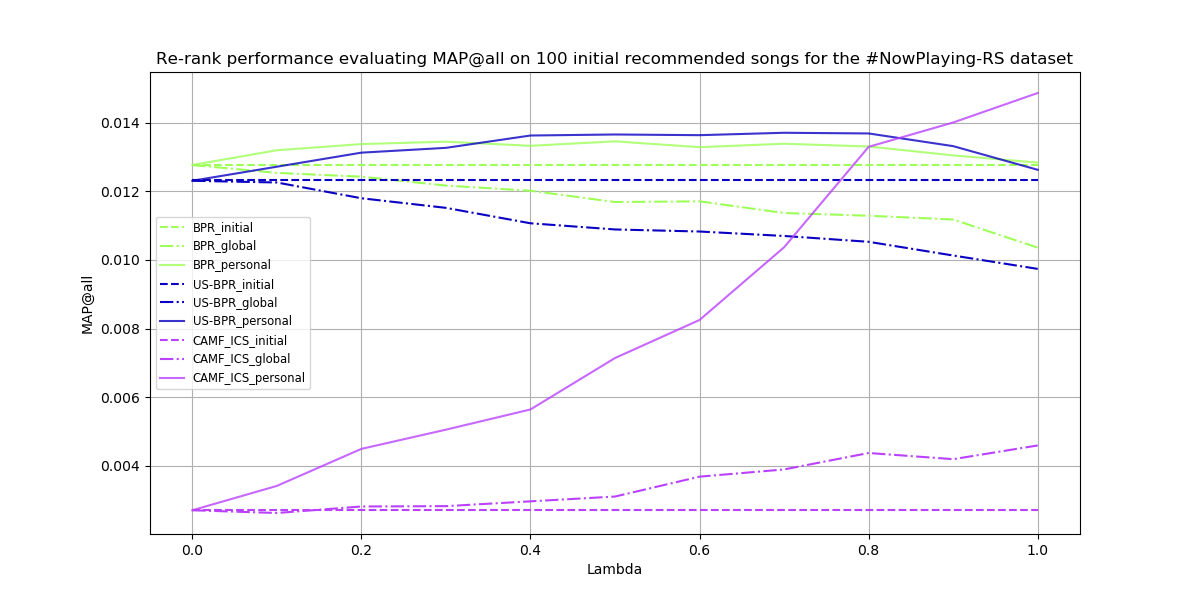 Re-rank performance evaluating MAP@all on 100 initial recommended songs for the #NowPlaying-RS dataset
0.014
0.012
0.010
0.008
0.006
0.004
MAP@all
BPR_initial
BPR_global
BPR_personal
US-BPR_initial
US-BPR_global
US-BPR_personal
CAMF_ICS_initial
CAMF_ICS_global
CAMF_ICS_personal
0.0 0.2 0.4 0.6 0.8 1.0
Lambda